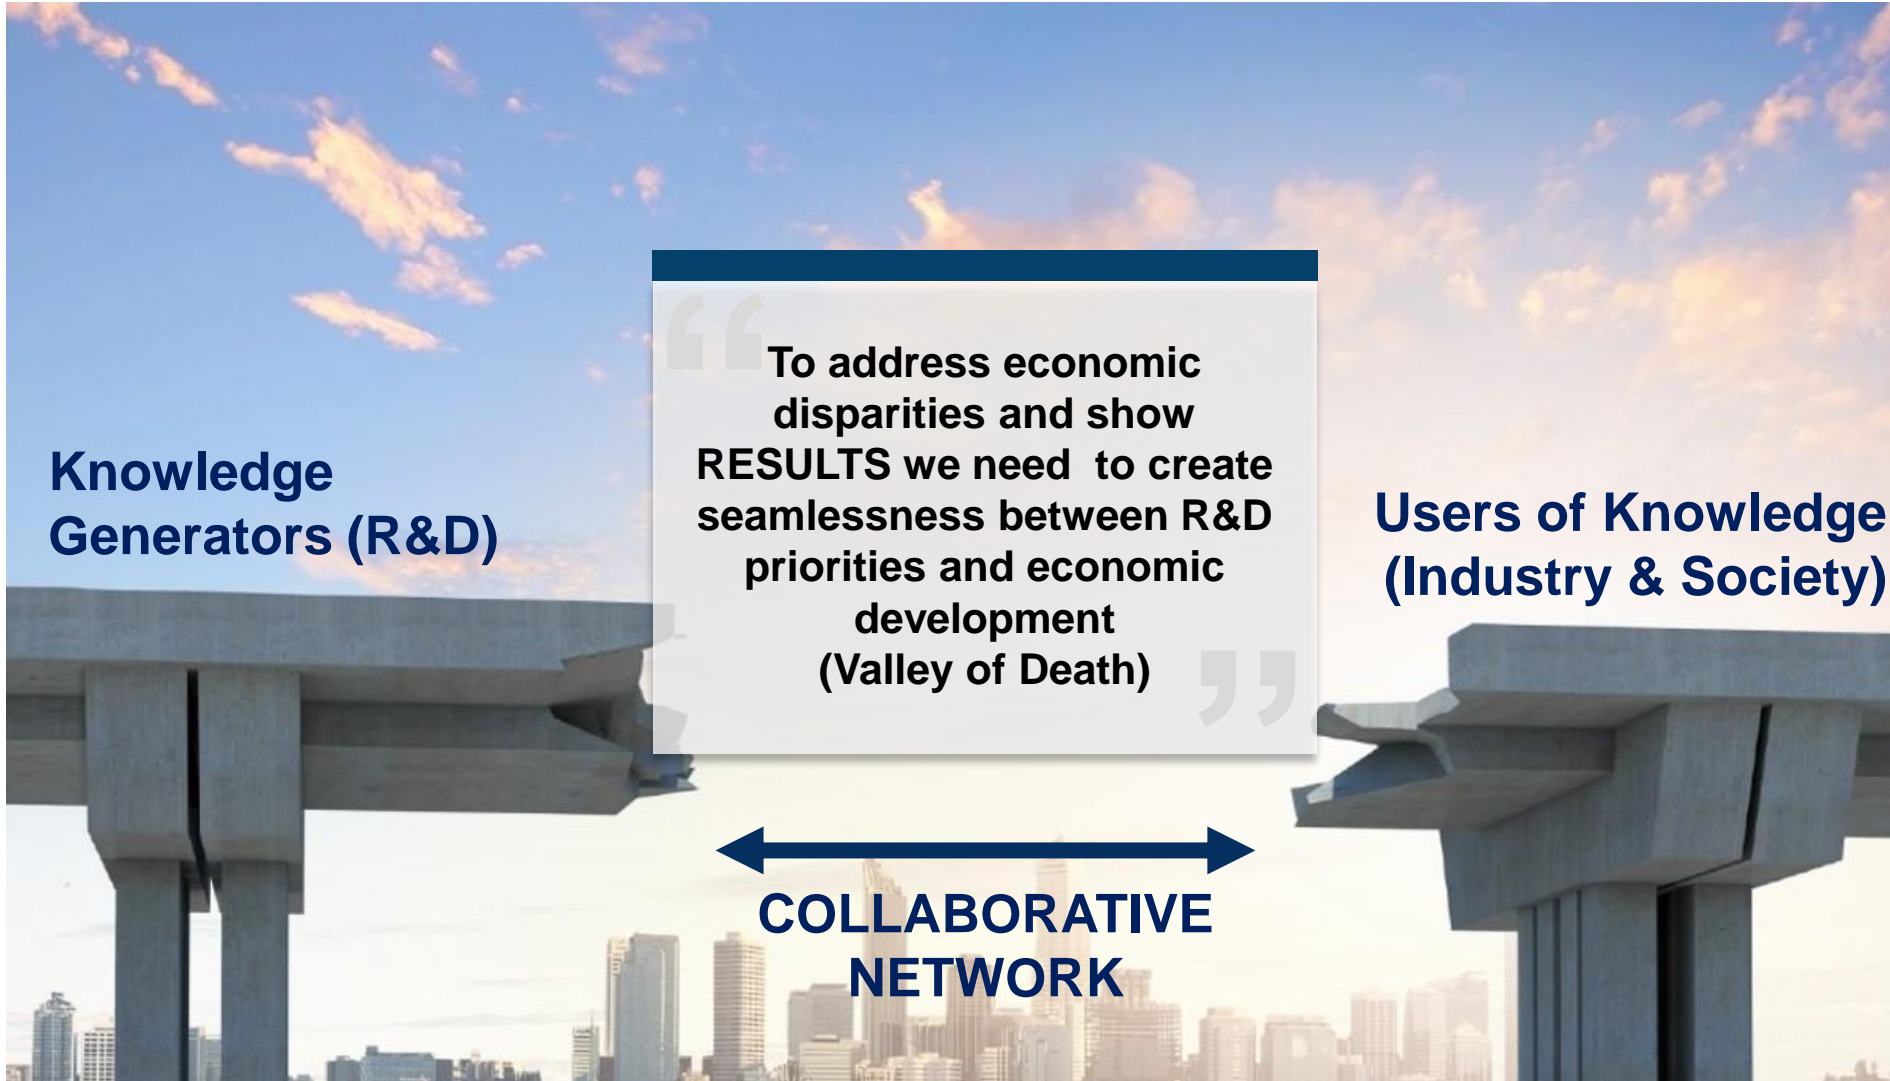 Knowledge
Generators (R&D)
“
To address economic
disparities and show
RESULTS we need  to create
seamlessness between R&D
priorities and economic
development
(Valley of Death)
”
Users of Knowledge
(Industry & Society)
COLLABORATIVE
NETWORK